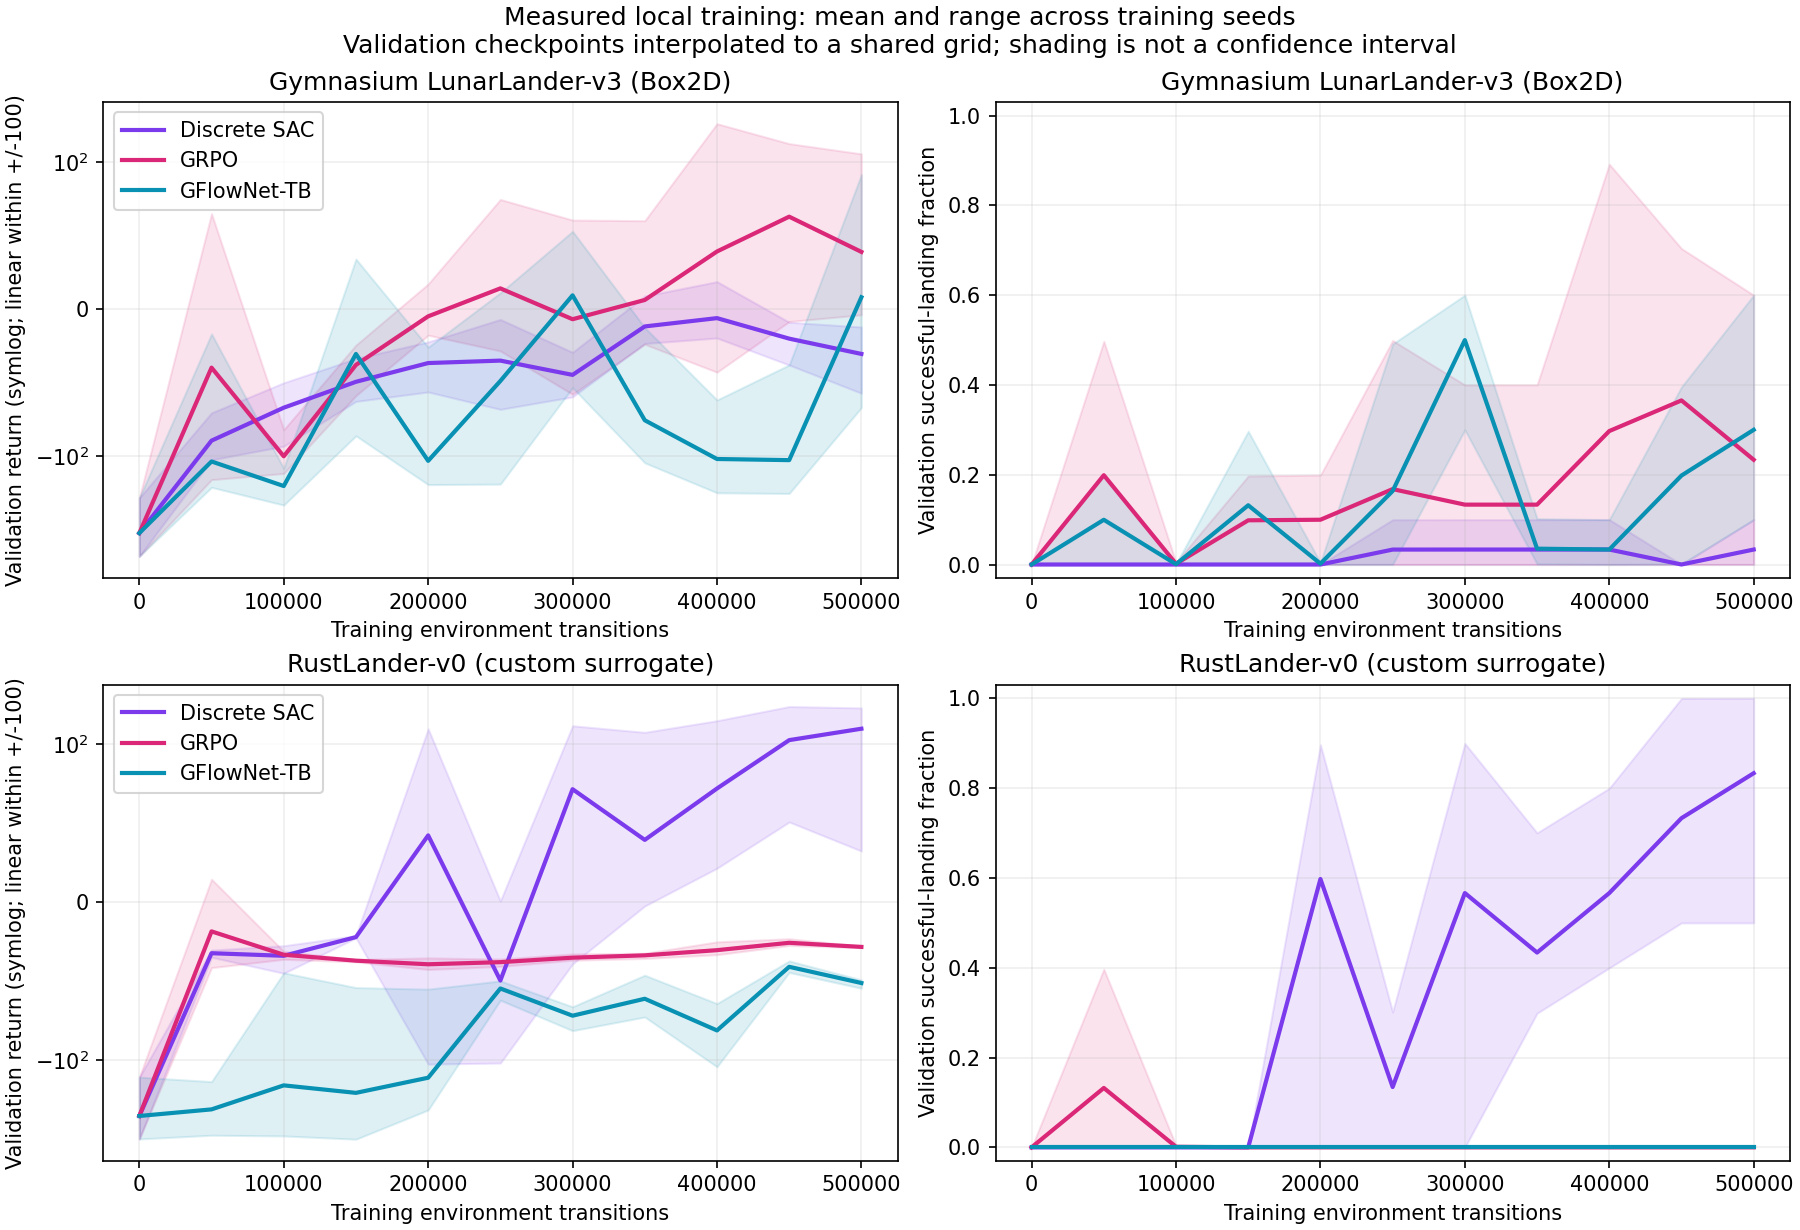 Measured local training: mean and range across training seeds
Validation checkpoints interpolated to a shared grid; shading is not a confidence interval
Gymnasium LunarLander-v3 (Box2D)
Validation return (symlog; linear within +/-100)
10²
0
−10²
Discrete SAC
GRPO
GFlowNet-TB
0
100000
200000
300000
400000
500000
Training environment transitions
Gymnasium LunarLander-v3 (Box2D)
Validation successful-landing fraction
1.0
0.8
0.6
0.4
0.2
0.0
0
100000
200000
300000
400000
500000
Training environment transitions
RustLander-v0 (custom surrogate)
Validation return (symlog; linear within +/-100)
10²
0
−10²
Discrete SAC
GRPO
GFlowNet-TB
0
100000
200000
300000
400000
500000
Training environment transitions
RustLander-v0 (custom surrogate)
Validation successful-landing fraction
1.0
0.8
0.6
0.4
0.2
0.0
0
100000
200000
300000
400000
500000
Training environment transitions